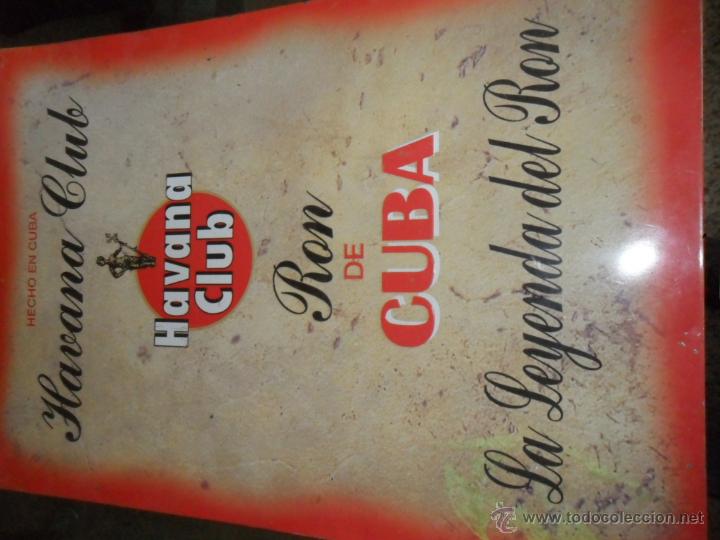 HECHO EN CUBA
Havana Club
Havana
Club
Ron
DE
CUBA
La Leyenda del Ron
www.todocoleccion.net